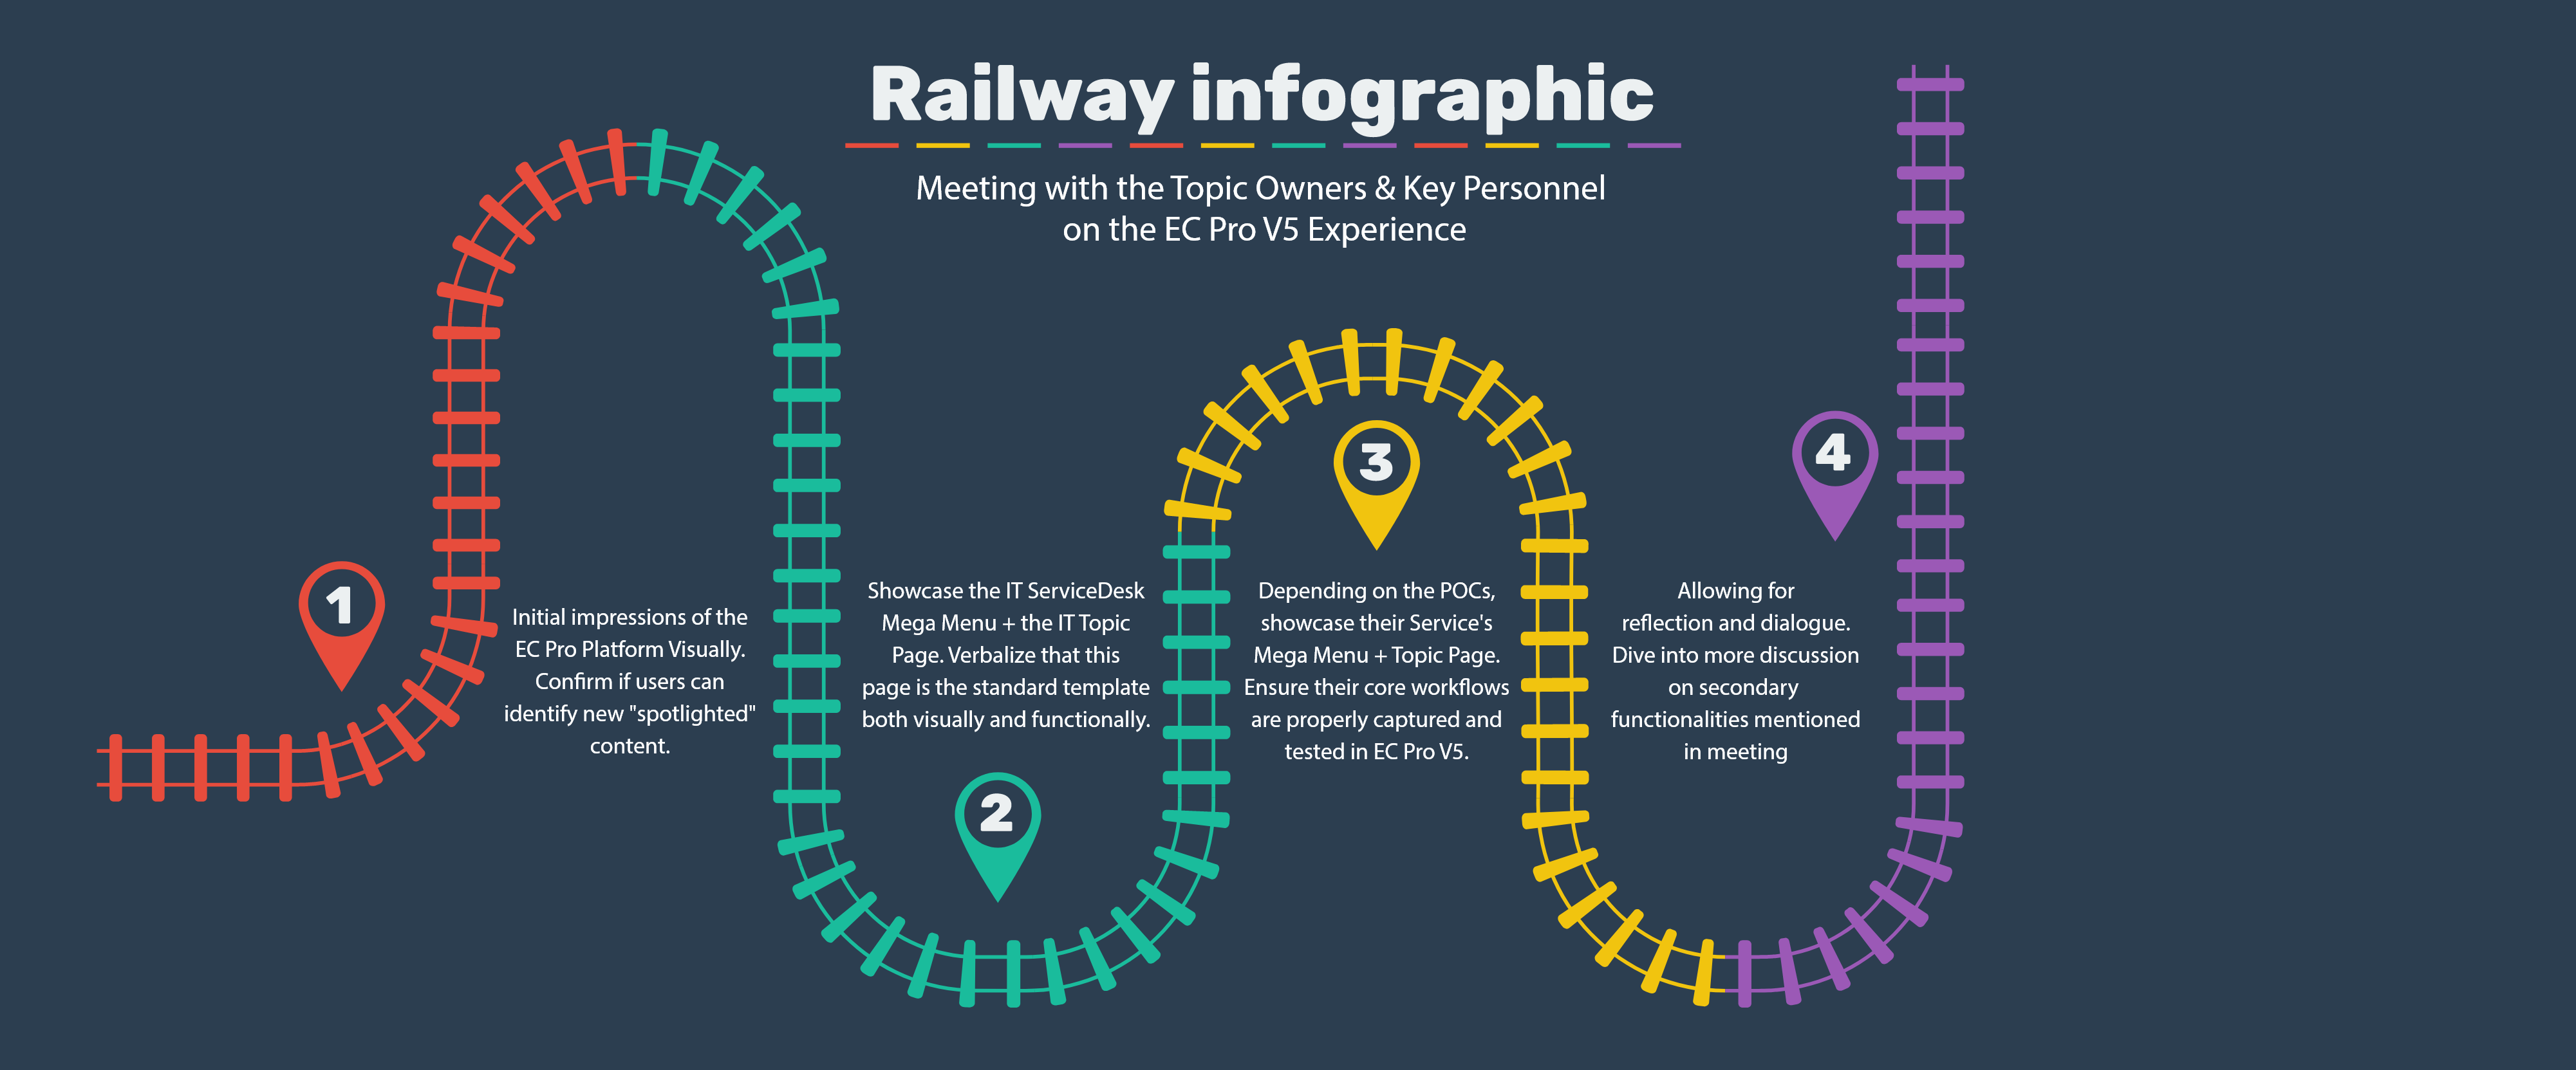 Railway infographic
Meeting with the Topic Owners & Key Personnel
on the EC Pro V5 Experience
1
Initial impressions of the
EC Pro Platform Visually.
Confirm if users can
identify new "spotlighted"
content.
Showcase the IT ServiceDesk
Mega Menu + the IT Topic
Page. Verbalize that this
page is the standard template
both visually and functionally.
2
3
Depending on the POCs,
showcase their Service's
Mega Menu + Topic Page.
Ensure their core workflows
are properly captured and
tested in EC Pro V5.
4
Allowing for
reflection and dialogue.
Dive into more discussion
on secondary
functionalities mentioned
in meeting